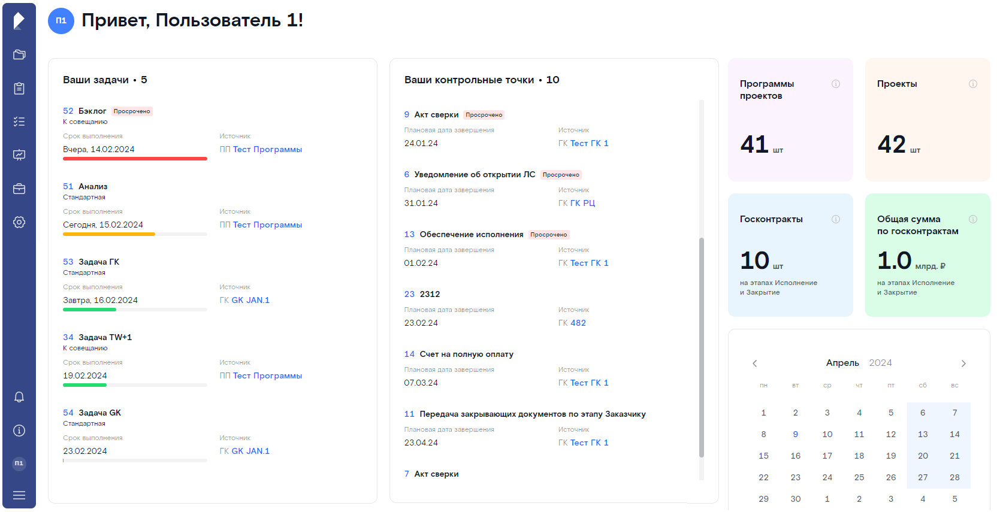 П1 Привет, Пользователь 1!
Ваши задачи • 5
52 Бэклог Просрочено
К совещанию
Срок выполнения Источник
Вчера, 14.02.2024 ПП Тест Программы
51 Анализ
Стандартная
Срок выполнения Источник
Сегодня, 15.02.2024 ПП Тест Программы
53 Задача ГК
Стандартная
Срок выполнения Источник
Завтра, 16.02.2024 ГК GK JAN.1
34 Задача TW+1
К совещанию
Срок выполнения Источник
19.02.2024 ПП Тест Программы
54 Задача GK
Стандартная
Срок выполнения Источник
23.02.2024 ГК GK JAN.1
Ваши контрольные точки • 10
9 Акт сверки Просрочено
Плановая дата завершения Источник
24.01.24 ГК Тест ГК 1
6 Уведомление об открытии ЛС Просрочено
Плановая дата завершения Источник
31.01.24 ГК ГК РЦ
13 Обеспечение исполнения Просрочено
Плановая дата завершения Источник
01.02.24 ГК Тест ГК 1
23 2312
Плановая дата завершения Источник
23.02.24 ГК 482
14 Счет на полную оплату
Плановая дата завершения Источник
07.03.24 ГК Тест ГК 1
11 Передача закрывающих документов по этапу Заказчику
Плановая дата завершения Источник
23.04.24 ГК Тест ГК 1
7 Акт сверки
Программы
проектов
41 шт
Проекты
42 шт
Госконтракты
10 шт
на этапах Исполнение
и Закрытие
Общая сумма
по госконтрактам
1.0 млрд. ₽
на этапах Исполнение
и Закрытие
Апрель 2024
пн вт ср чт пт сб вс
1 2 3 4 5 6 7
8 9 10 11 12 13 14
15 16 17 18 19 20 21
22 23 24 25 26 27 28
29 30 1 2 3 4 5
П1